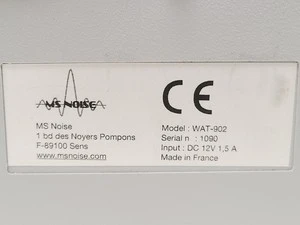 MS NOISE
MS Noise
1 bd des Noyers Pompons
F-89100 Sens
www.msnoise.com
CE
Model : WAT-902
Serial n : 1090
Input : DC 12V 1,5 A
Made in France